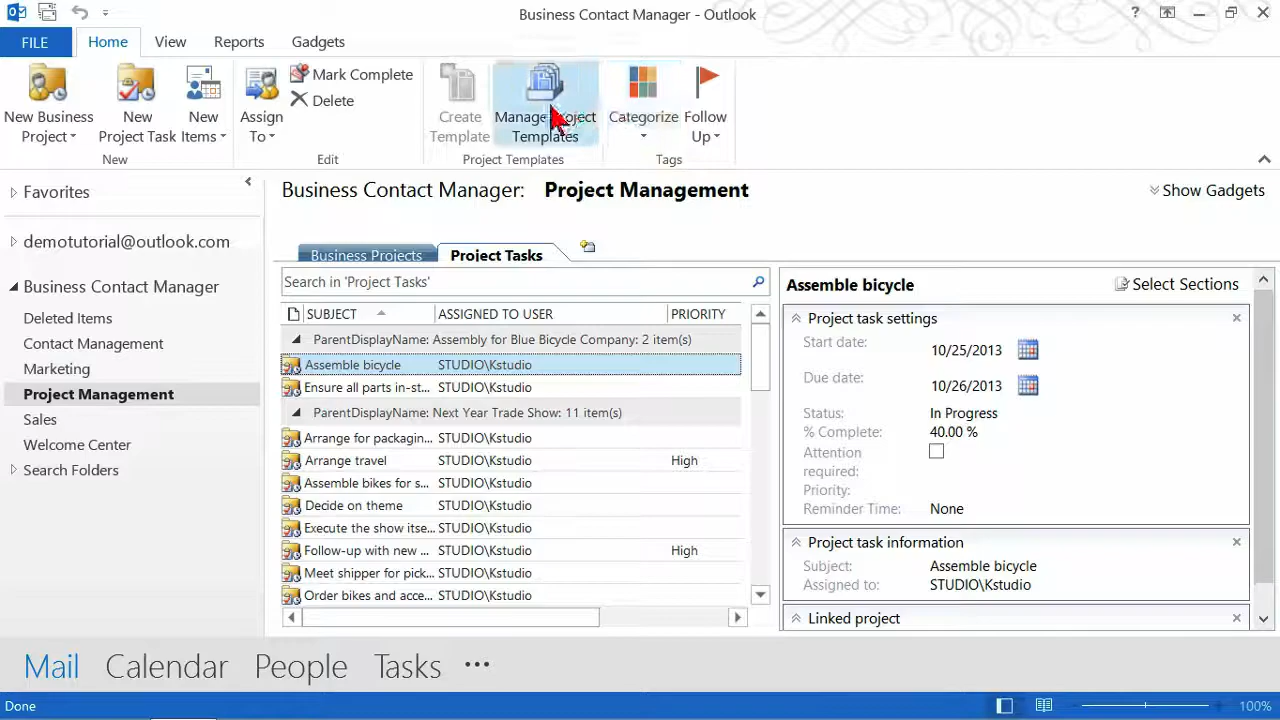 Business Contact Manager - Outlook
FILE Home View Reports Gadgets
New Business Project
New Project Task
New Items
New
Assign To
Mark Complete
Delete
Edit
Create Template
Manage Project Templates
Project Templates
Categorize
Follow Up
Tags
Favorites
demotutorial@outlook.com
Business Contact Manager
Deleted Items
Contact Management
Marketing
Project Management
Sales
Welcome Center
Search Folders
Business Contact Manager: Project Management
Show Gadgets
Business Projects Project Tasks
Search in 'Project Tasks'
SUBJECT ASSIGNED TO USER PRIORITY
ParentDisplayName: Assembly for Blue Bicycle Company: 2 item(s)
Assemble bicycle STUDIO\Kstudio
Ensure all parts in-st... STUDIO\Kstudio
ParentDisplayName: Next Year Trade Show: 11 item(s)
Arrange for packagin... STUDIO\Kstudio
Arrange travel STUDIO\Kstudio High
Assemble bikes for s... STUDIO\Kstudio
Decide on theme STUDIO\Kstudio
Execute the show itse... STUDIO\Kstudio
Follow-up with new ... STUDIO\Kstudio High
Meet shipper for pick... STUDIO\Kstudio
Order bikes and acce... STUDIO\Kstudio
Assemble bicycle
Select Sections
Project task settings
Start date: 10/25/2013
Due date: 10/26/2013
Status: In Progress
% Complete: 40.00 %
Attention required:
Priority:
Reminder Time: None
Project task information
Subject: Assemble bicycle
Assigned to: STUDIO\Kstudio
Linked project
Mail Calendar People Tasks •••
Done
100%